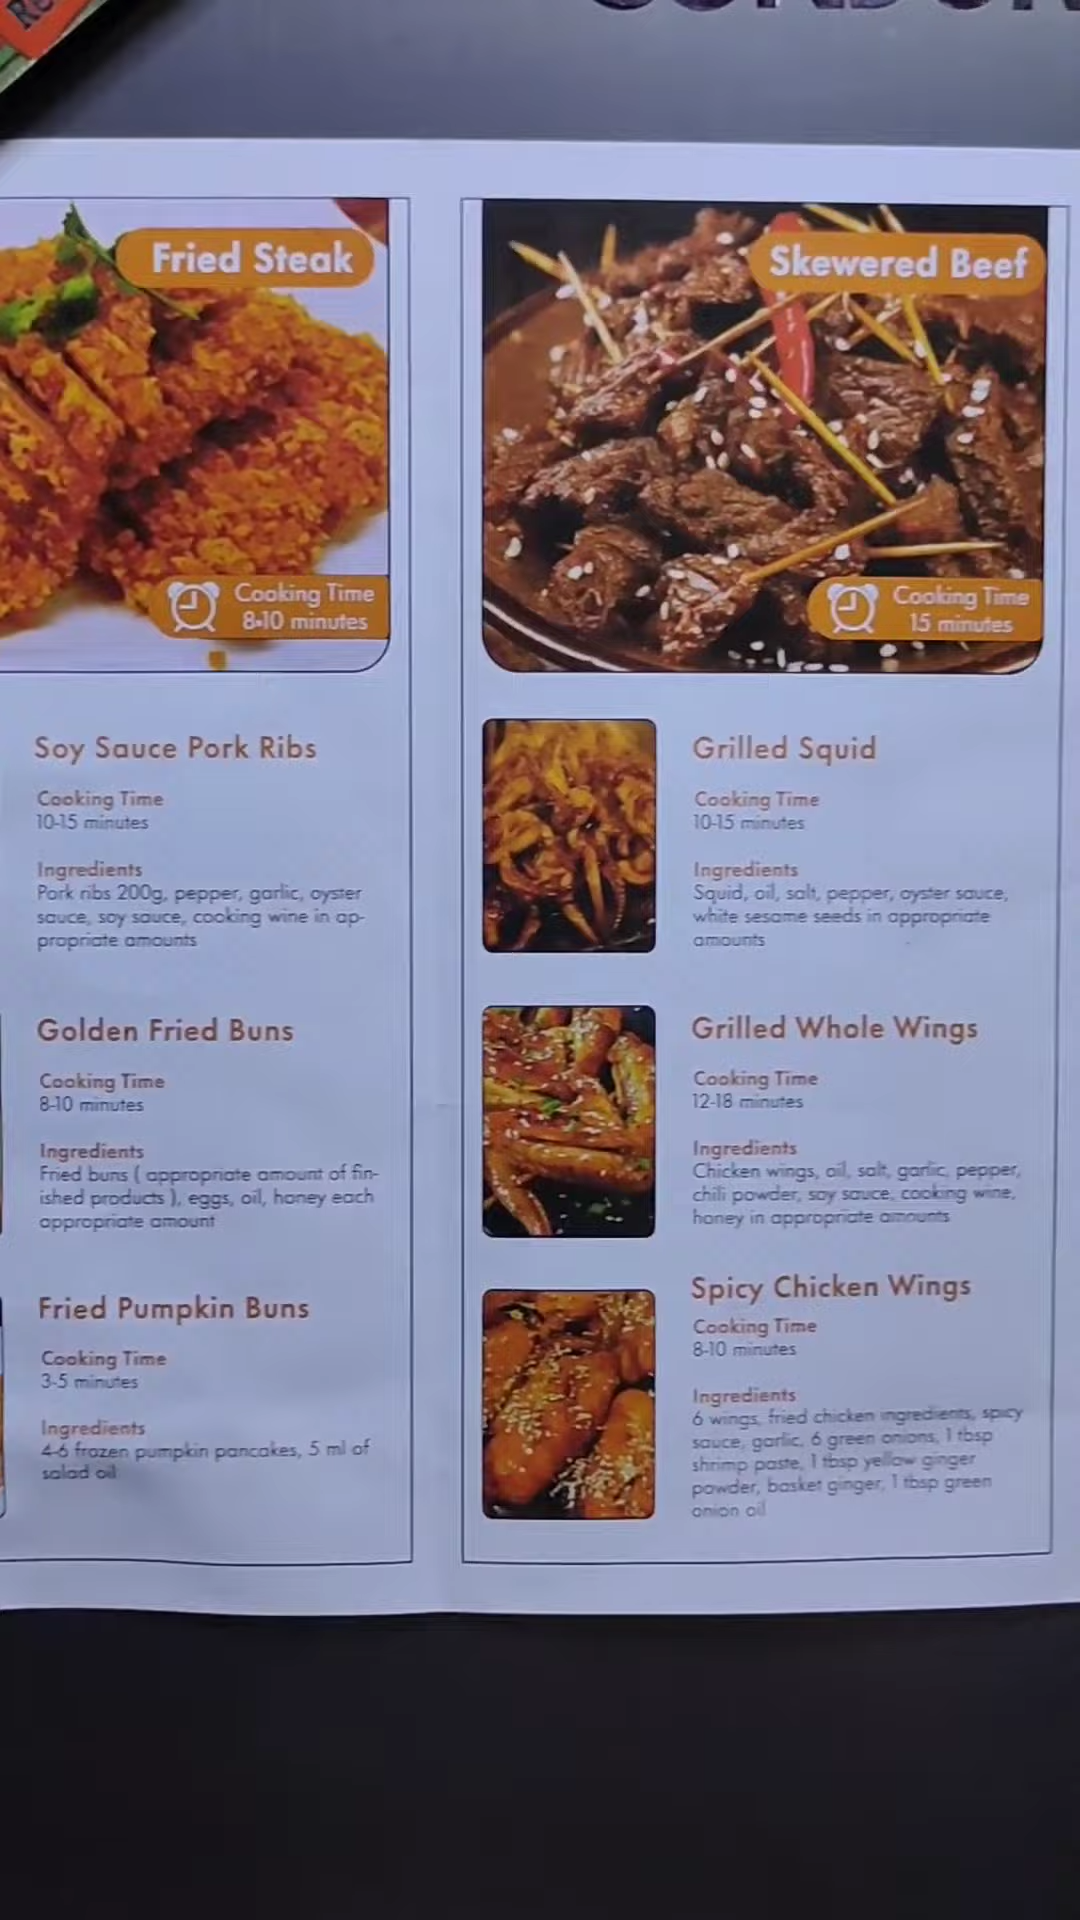 Fried Steak
Cooking Time
8-10 minutes
Soy Sauce Pork Ribs
Cooking Time
10-15 minutes
Ingredients
Pork ribs 200g, pepper, garlic, oyster
sauce, soy sauce, cooking wine in ap-
propriate amounts
Golden Fried Buns
Cooking Time
8-10 minutes
Ingredients
Fried buns ( appropriate amount of fin-
ished products ), eggs, oil, honey each
appropriate amount
Fried Pumpkin Buns
Cooking Time
3-5 minutes
Ingredients
4-6 frozen pumpkin pancakes, 5 ml of
salad oil
Skewered Beef
Cooking Time
15 minutes
Grilled Squid
Cooking Time
10-15 minutes
Ingredients
Squid, oil, salt, pepper, oyster sauce,
white sesame seeds in appropriate
amounts
Grilled Whole Wings
Cooking Time
12-18 minutes
Ingredients
Chicken wings, oil, salt, garlic, pepper,
chili powder, soy sauce, cooking wine,
honey in appropriate amounts
Spicy Chicken Wings
Cooking Time
8-10 minutes
Ingredients
6 wings, fried chicken ingredients, spicy
sauce, garlic, 6 green onions, 1 tbsp
shrimp paste, 1 tbsp yellow ginger
powder, basket ginger, 1 tbsp green
onion oil